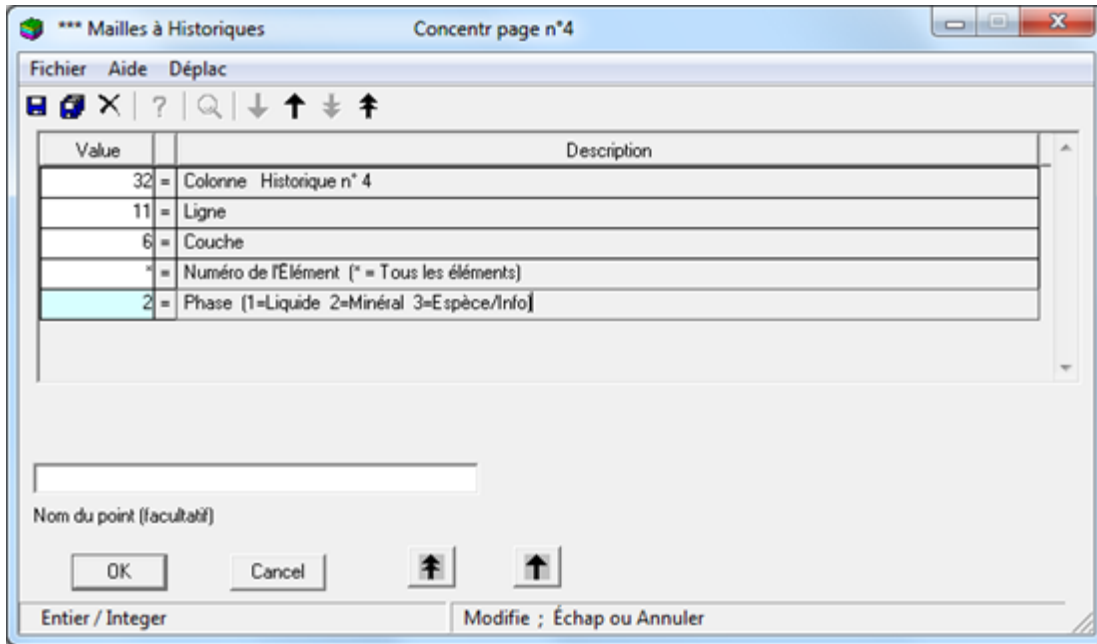 *** Mailles à Historiques Concentr page n°4
Fichier Aide Déplac
?
Value Description
32 = Colonne Historique n° 4
11 = Ligne
6 = Couche
* = Numéro de l'Élément (* = Tous les éléments)
2 = Phase (1=Liquide 2=Minéral 3=Espèce/Info)
Nom du point (facultatif)
OK Cancel
Entier / Integer Modifie ; Échap ou Annuler